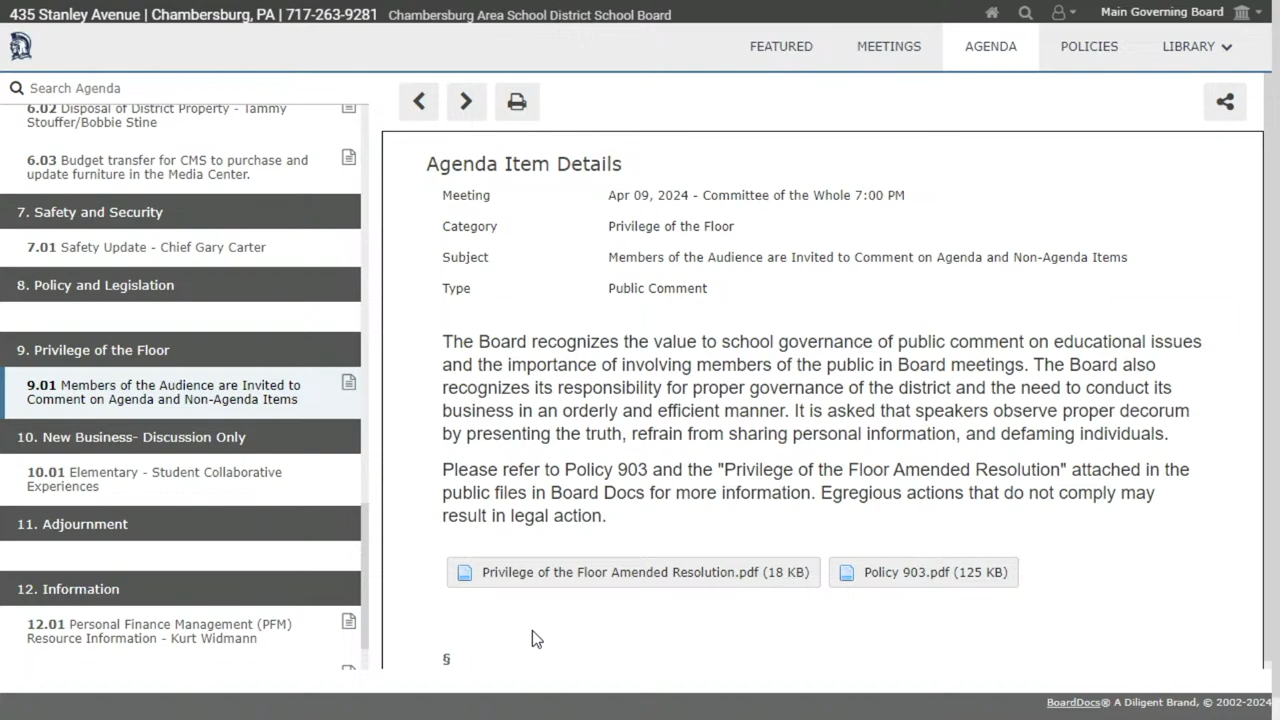 435 Stanley Avenue | Chambersburg, PA | 717-263-9281 Chambersburg Area School District School Board
Main Governing Board
FEATURED MEETINGS AGENDA POLICIES LIBRARY
Search Agenda
6.02 Disposal of District Property - Tammy
Stouffer/Bobbie Stine
6.03 Budget transfer for CMS to purchase and
update furniture in the Media Center.
7. Safety and Security
7.01 Safety Update - Chief Gary Carter
8. Policy and Legislation
9. Privilege of the Floor
9.01 Members of the Audience are Invited to
Comment on Agenda and Non-Agenda Items
10. New Business- Discussion Only
10.01 Elementary - Student Collaborative
Experiences
11. Adjournment
12. Information
12.01 Personal Finance Management (PFM)
Resource Information - Kurt Widmann
Agenda Item Details
Meeting Apr 09, 2024 - Committee of the Whole 7:00 PM
Category Privilege of the Floor
Subject Members of the Audience are Invited to Comment on Agenda and Non-Agenda Items
Type Public Comment
The Board recognizes the value to school governance of public comment on educational issues
and the importance of involving members of the public in Board meetings. The Board also
recognizes its responsibility for proper governance of the district and the need to conduct its
business in an orderly and efficient manner. It is asked that speakers observe proper decorum
by presenting the truth, refrain from sharing personal information, and defaming individuals.
Please refer to Policy 903 and the "Privilege of the Floor Amended Resolution" attached in the
public files in Board Docs for more information. Egregious actions that do not comply may
result in legal action.
Privilege of the Floor Amended Resolution.pdf (18 KB) Policy 903.pdf (125 KB)
§
BoardDocs® A Diligent Brand, © 2002-2024